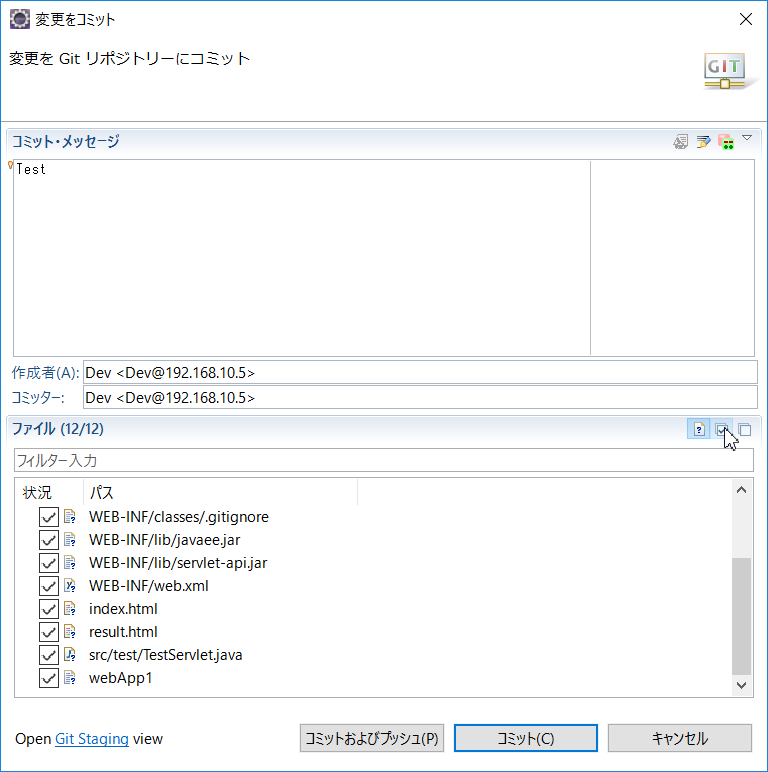 変更をコミット
変更を Git リポジトリーにコミット
GIT
コミット・メッセージ
Test
作成者(A): Dev <Dev@192.168.10.5>
コミッター: Dev <Dev@192.168.10.5>
ファイル (12/12)
フィルター入力
状況 パス
WEB-INF/classes/.gitignore
WEB-INF/lib/javaee.jar
WEB-INF/lib/servlet-api.jar
WEB-INF/web.xml
index.html
result.html
src/test/TestServlet.java
webApp1
Open Git Staging view コミットおよびプッシュ(P) コミット(C) キャンセル